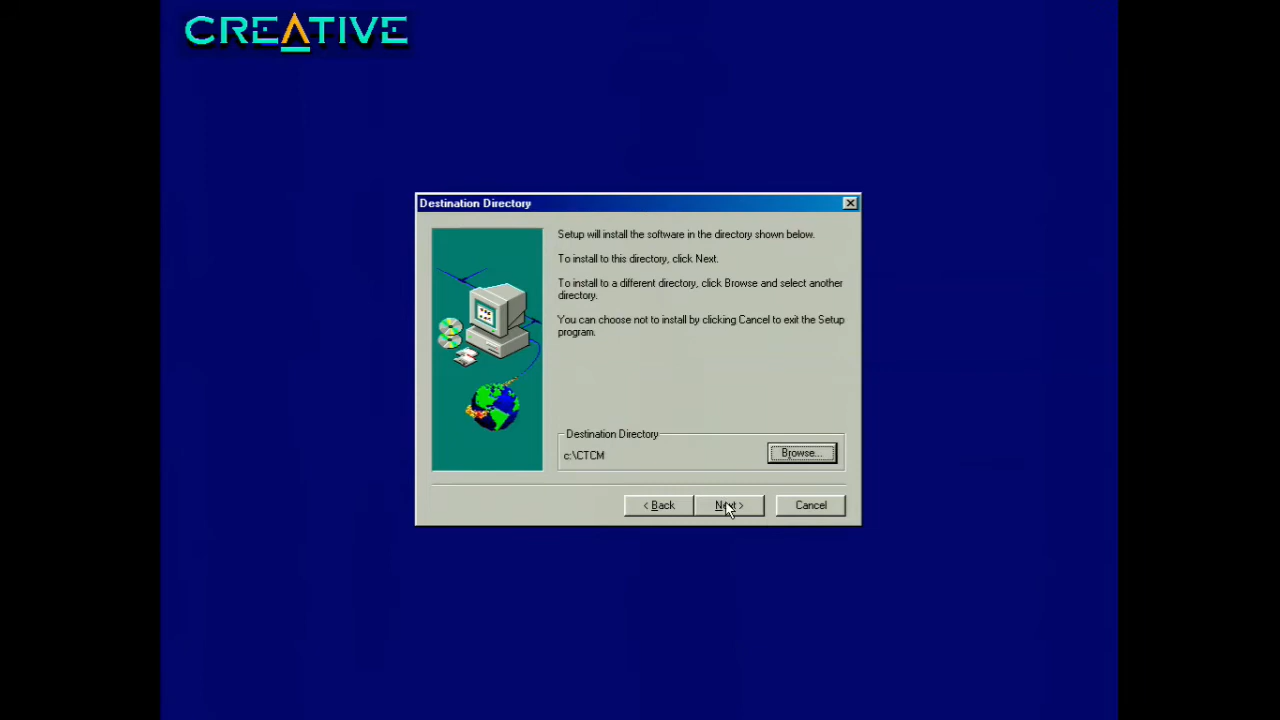 CREATIVE
Destination Directory
Setup will install the software in the directory shown below.
To install to this directory, click Next.
To install to a different directory, click Browse and select another
directory.
You can choose not to install by clicking Cancel to exit the Setup
program.
Destination Directory
c:\CTCM
Browse...
< Back
Next >
Cancel